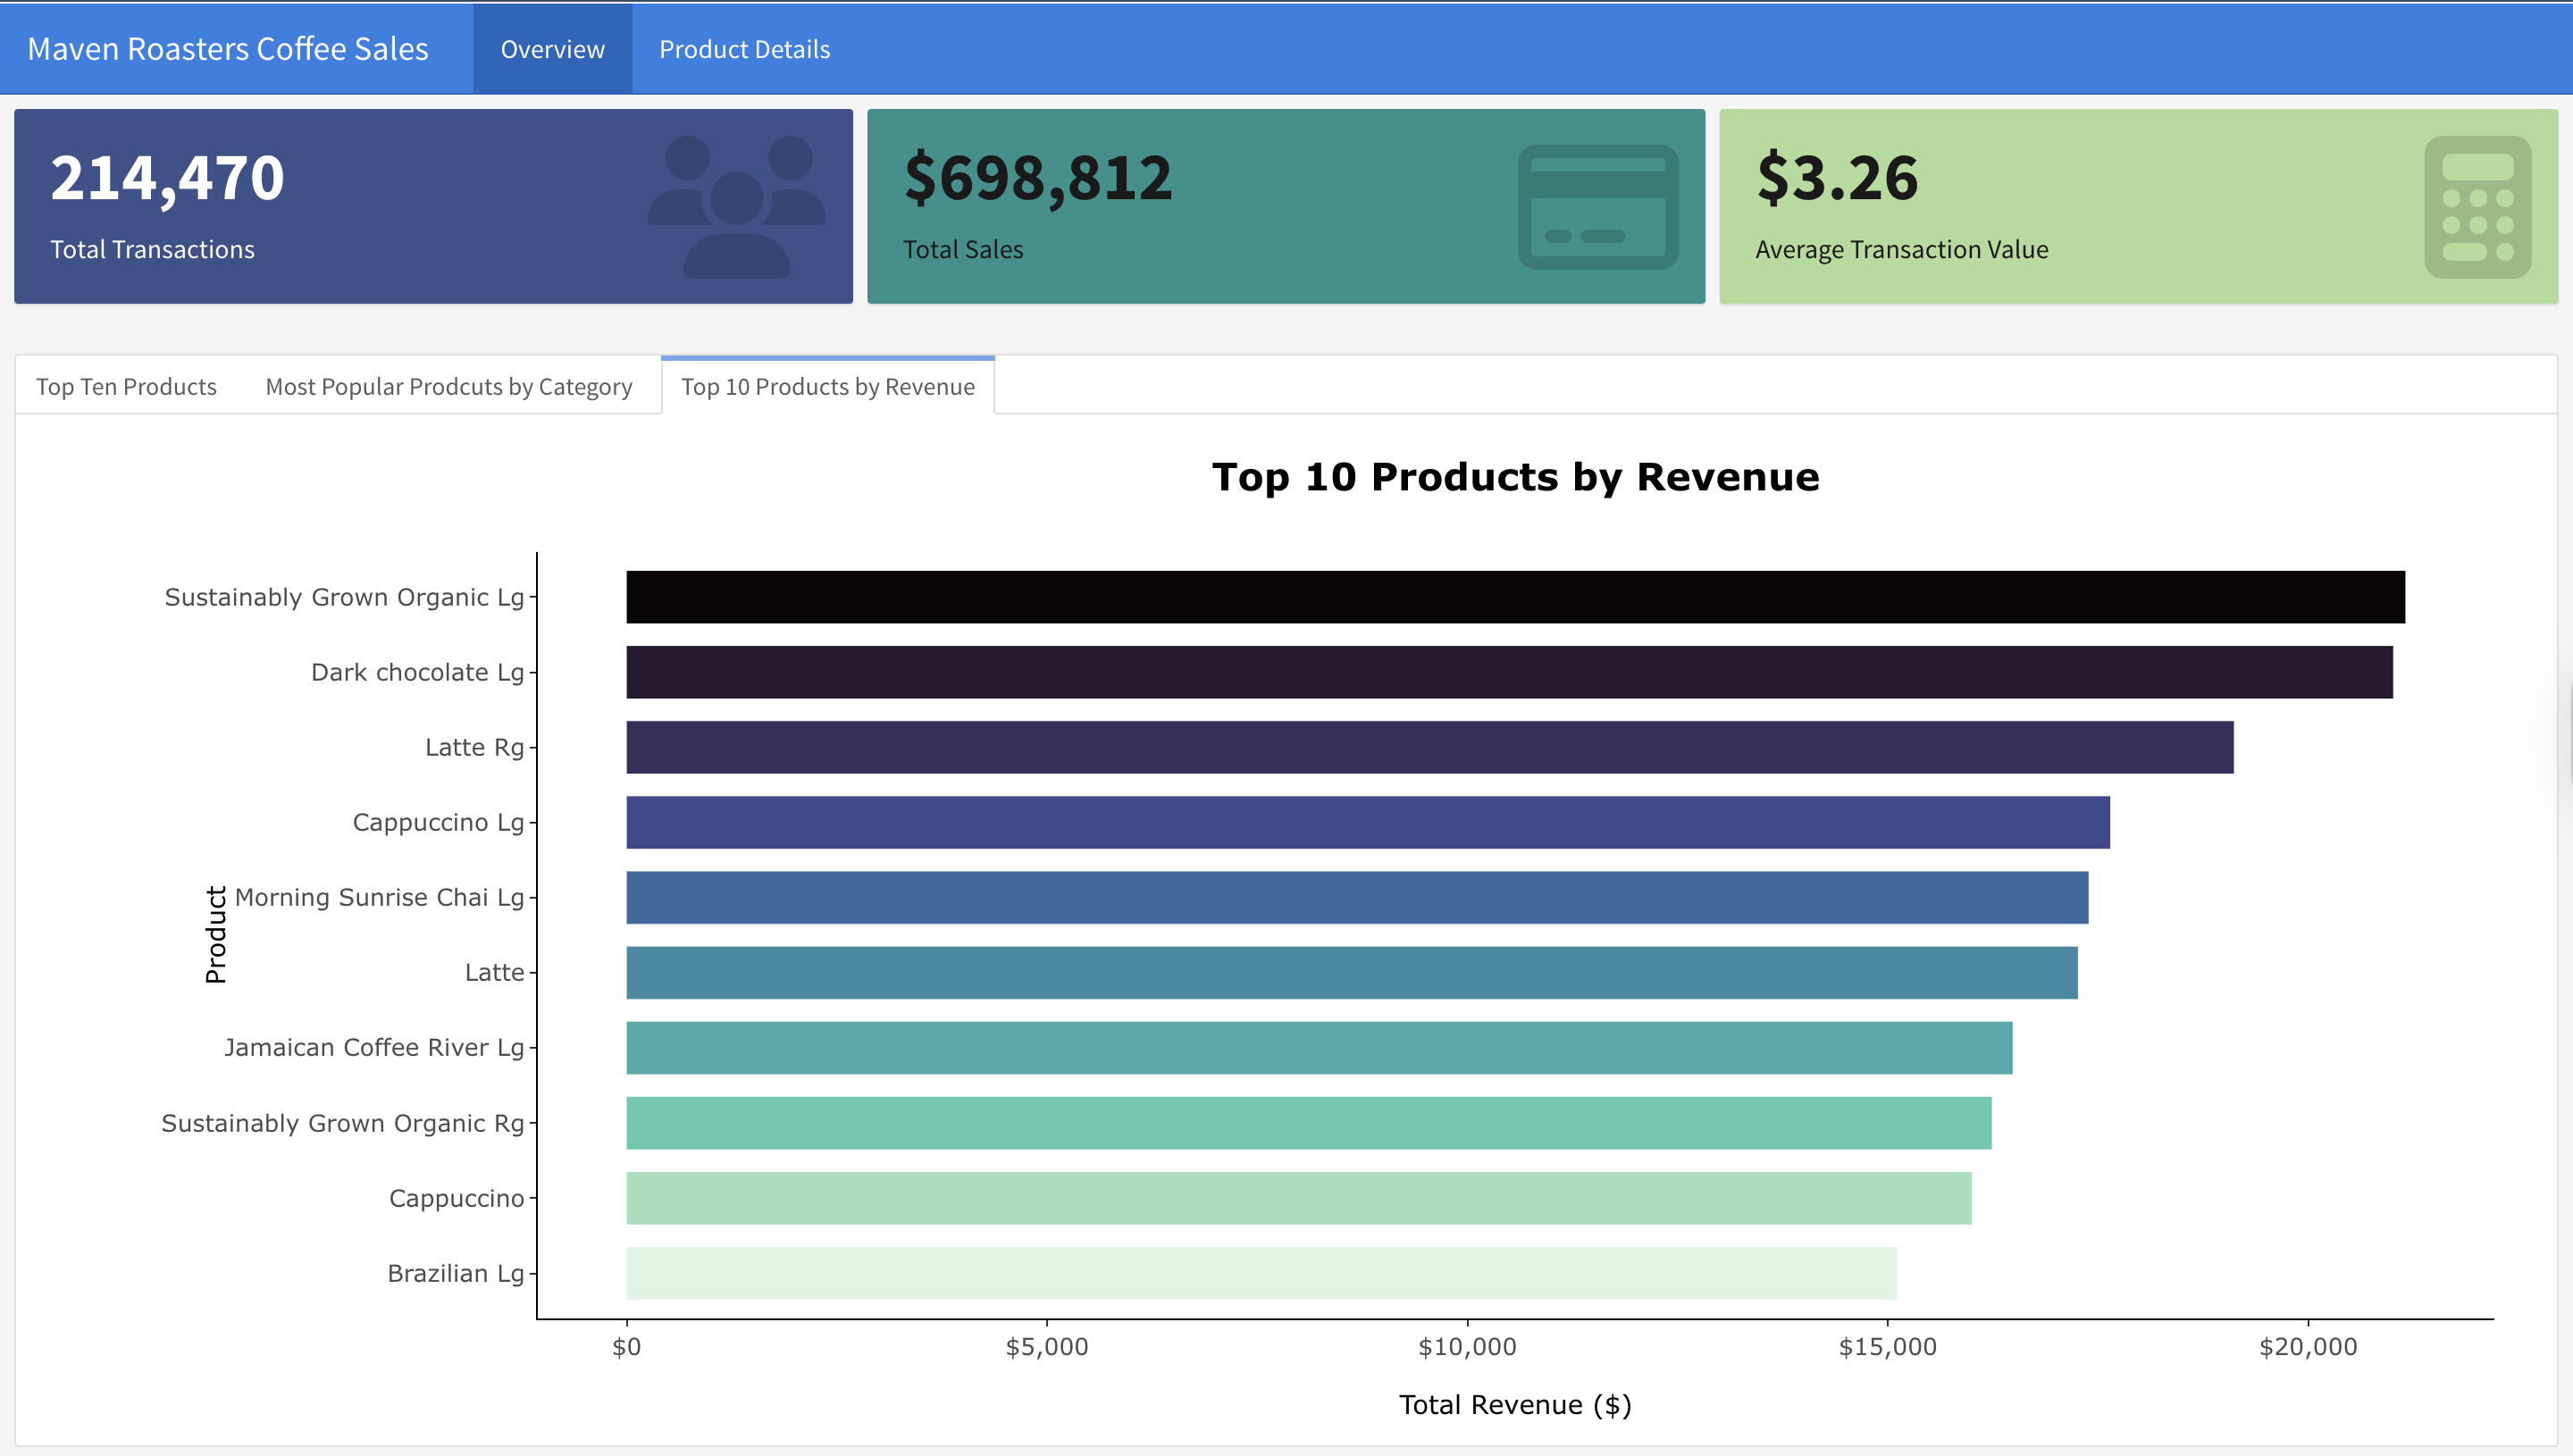 Maven Roasters Coffee Sales Overview Product Details
214,470
Total Transactions
$698,812
Total Sales
$3.26
Average Transaction Value
Top Ten Products Most Popular Prodcuts by Category Top 10 Products by Revenue
Top 10 Products by Revenue
Product
Sustainably Grown Organic Lg
Dark chocolate Lg
Latte Rg
Cappuccino Lg
Morning Sunrise Chai Lg
Latte
Jamaican Coffee River Lg
Sustainably Grown Organic Rg
Cappuccino
Brazilian Lg
$0 $5,000 $10,000 $15,000 $20,000
Total Revenue ($)